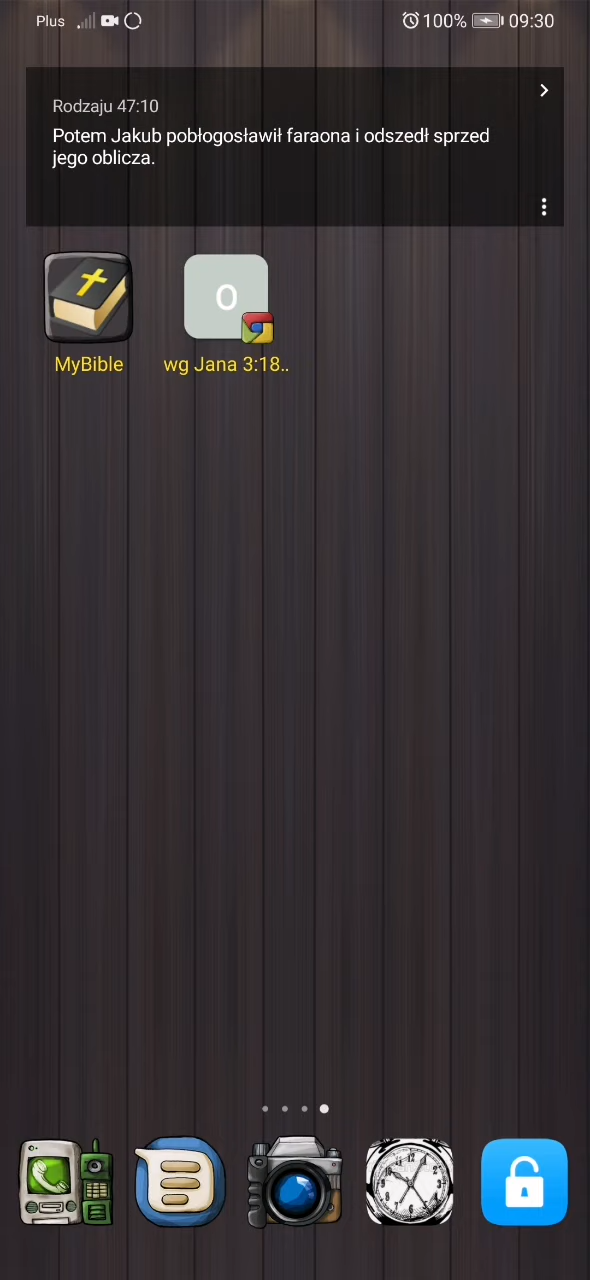 Plus 100% 09:30
Rodzaju 47:10
Potem Jakub pobłogosławił faraona i odszedł sprzed
jego oblicza.
O
MyBible wg Jana 3:18..